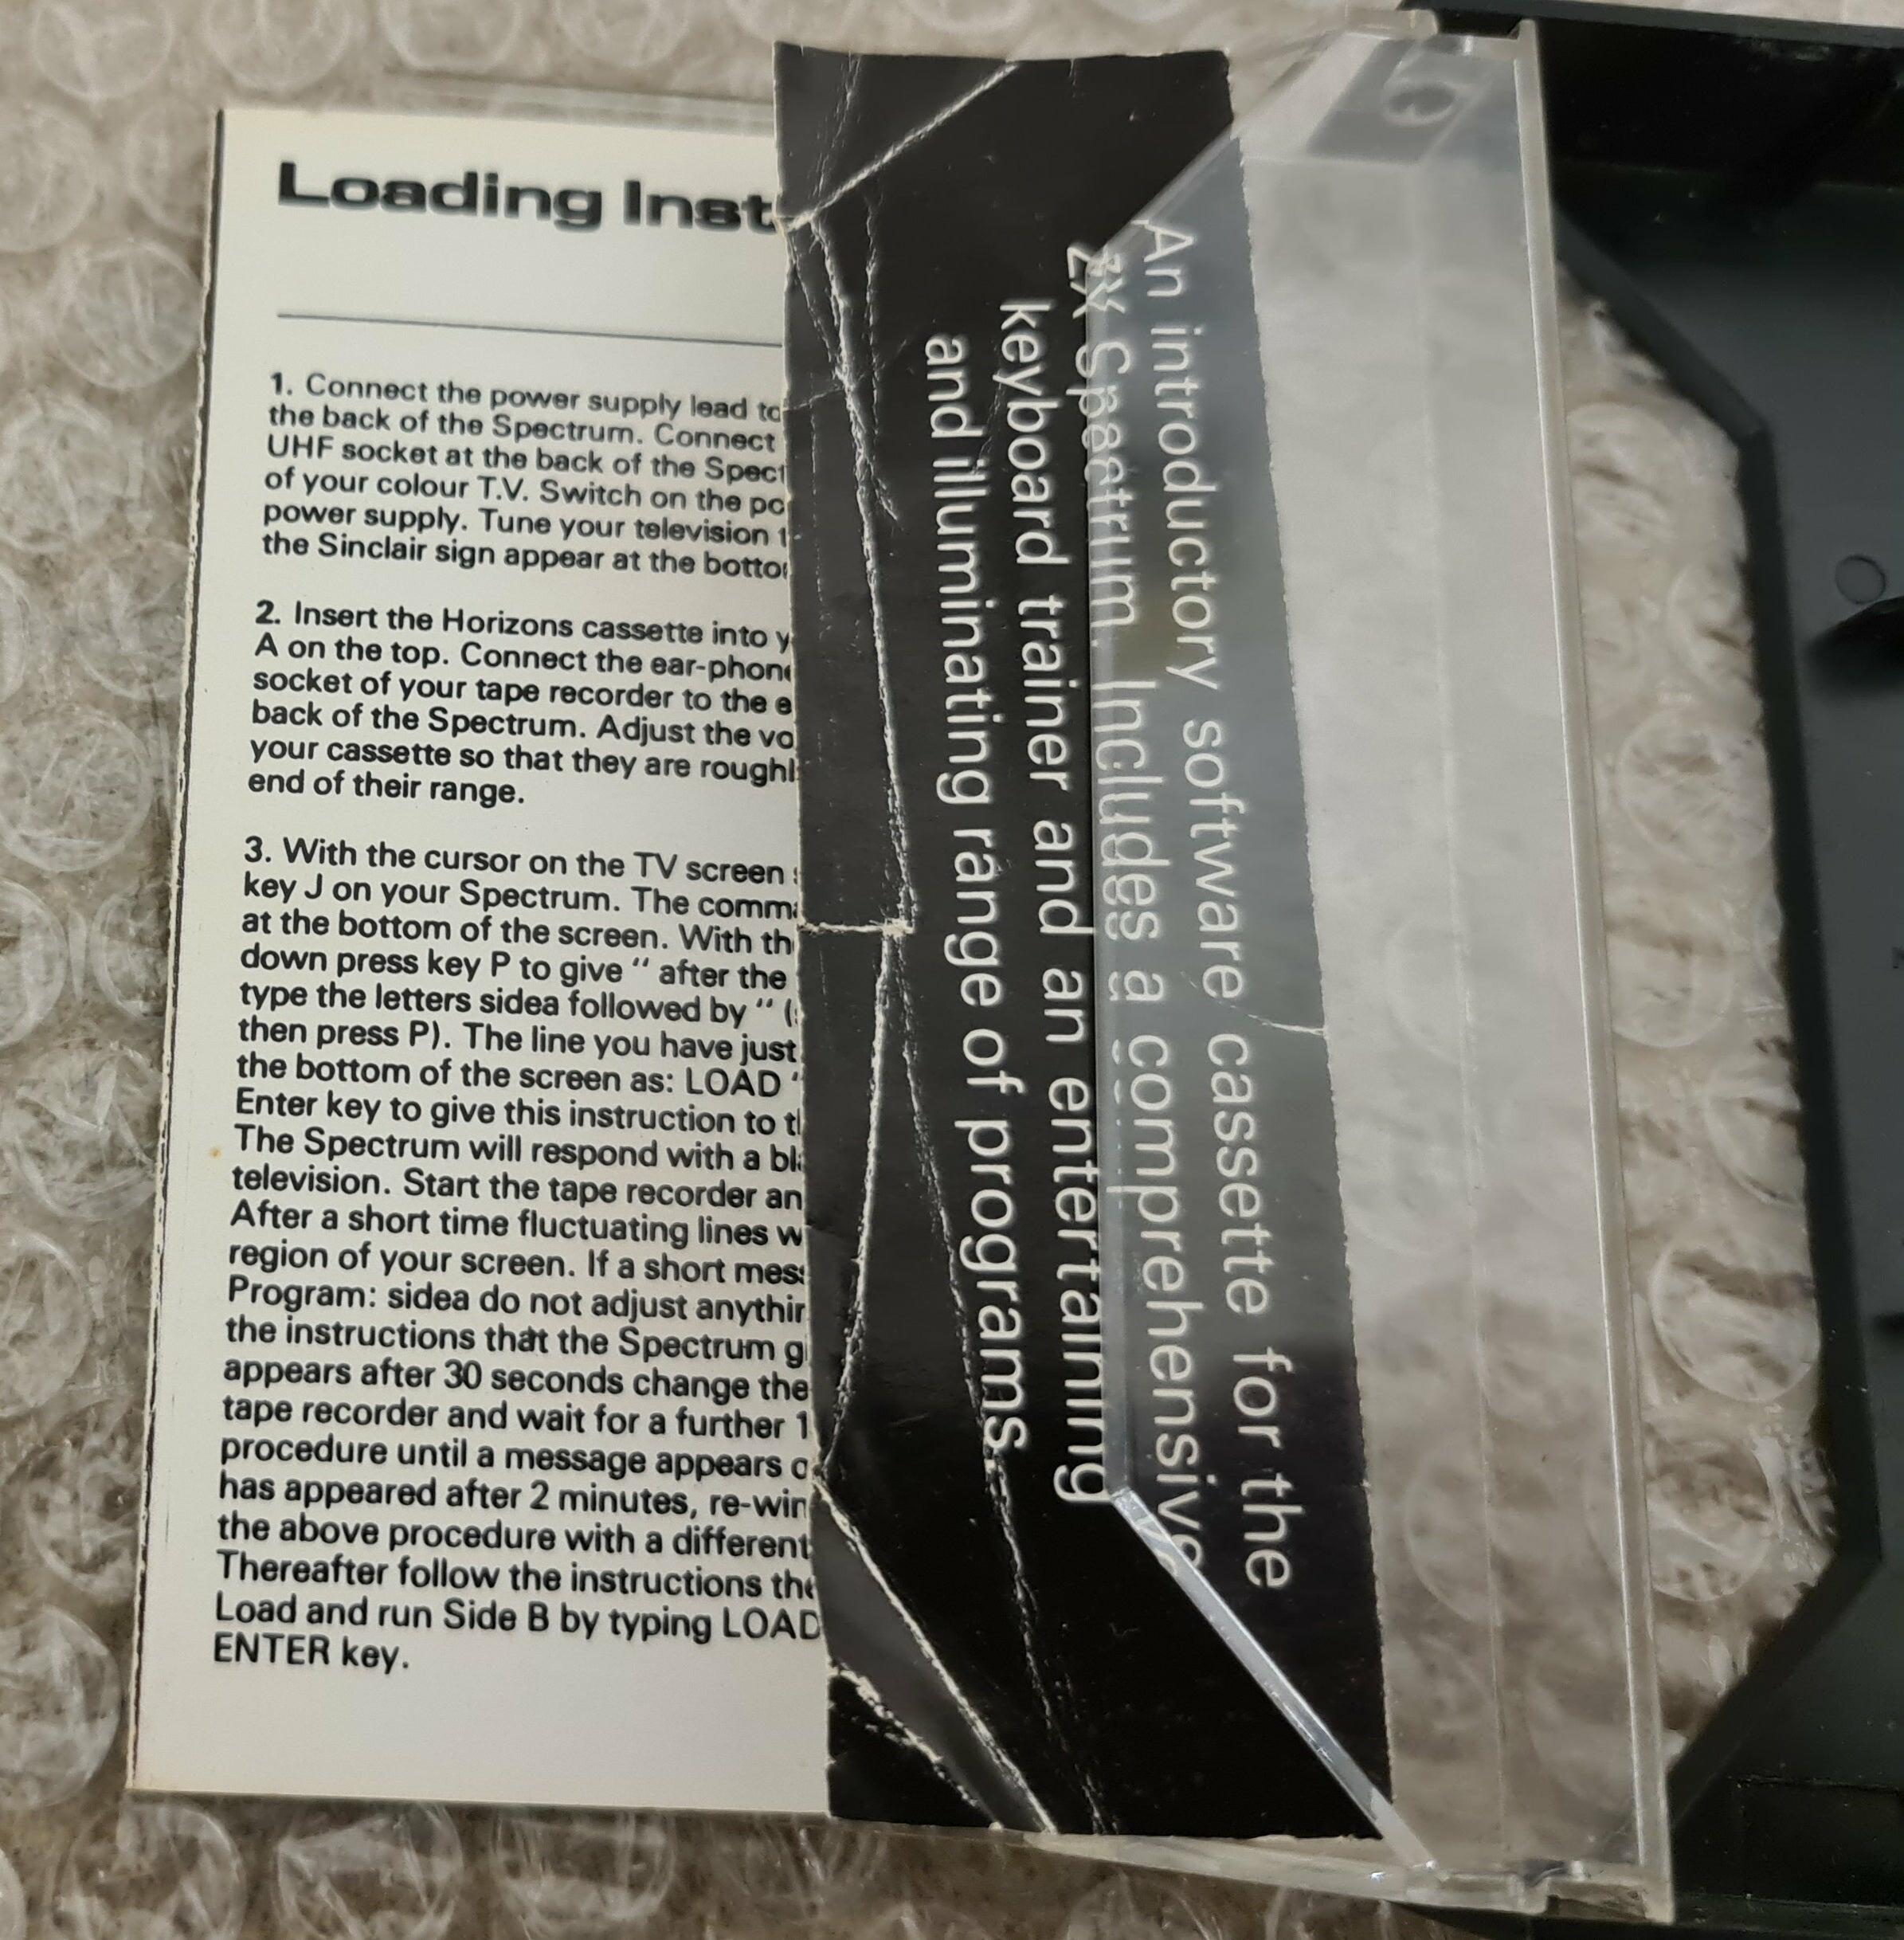 Loading Inst
1. Connect the power supply lead to
the back of the Spectrum. Connect
UHF socket at the back of the Spect
of your colour T.V. Switch on the po
power supply. Tune your television t
the Sinclair sign appear at the botto
2. Insert the Horizons cassette into y
A on the top. Connect the ear-phone
socket of your tape recorder to the e
back of the Spectrum. Adjust the vo
your cassette so that they are roughl
end of their range.
3. With the cursor on the TV screen s
key J on your Spectrum. The comma
at the bottom of the screen. With th
down press key P to give " after the
type the letters sidea followed by " (s
then press P). The line you have just
the bottom of the screen as: LOAD "
Enter key to give this instruction to t
The Spectrum will respond with a bla
television. Start the tape recorder an
After a short time fluctuating lines w
region of your screen. If a short mess
Program: sidea do not adjust anythin
the instructions that the Spectrum gi
appears after 30 seconds change the
tape recorder and wait for a further 1
procedure until a message appears o
has appeared after 2 minutes, re-win
the above procedure with a different
Thereafter follow the instructions the
Load and run Side B by typing LOAD
ENTER key.
An introductory software cassette for the
ZX Spectrum. Includes a comprehensive
keyboard trainer and an entertaining
and illuminating range of programs.